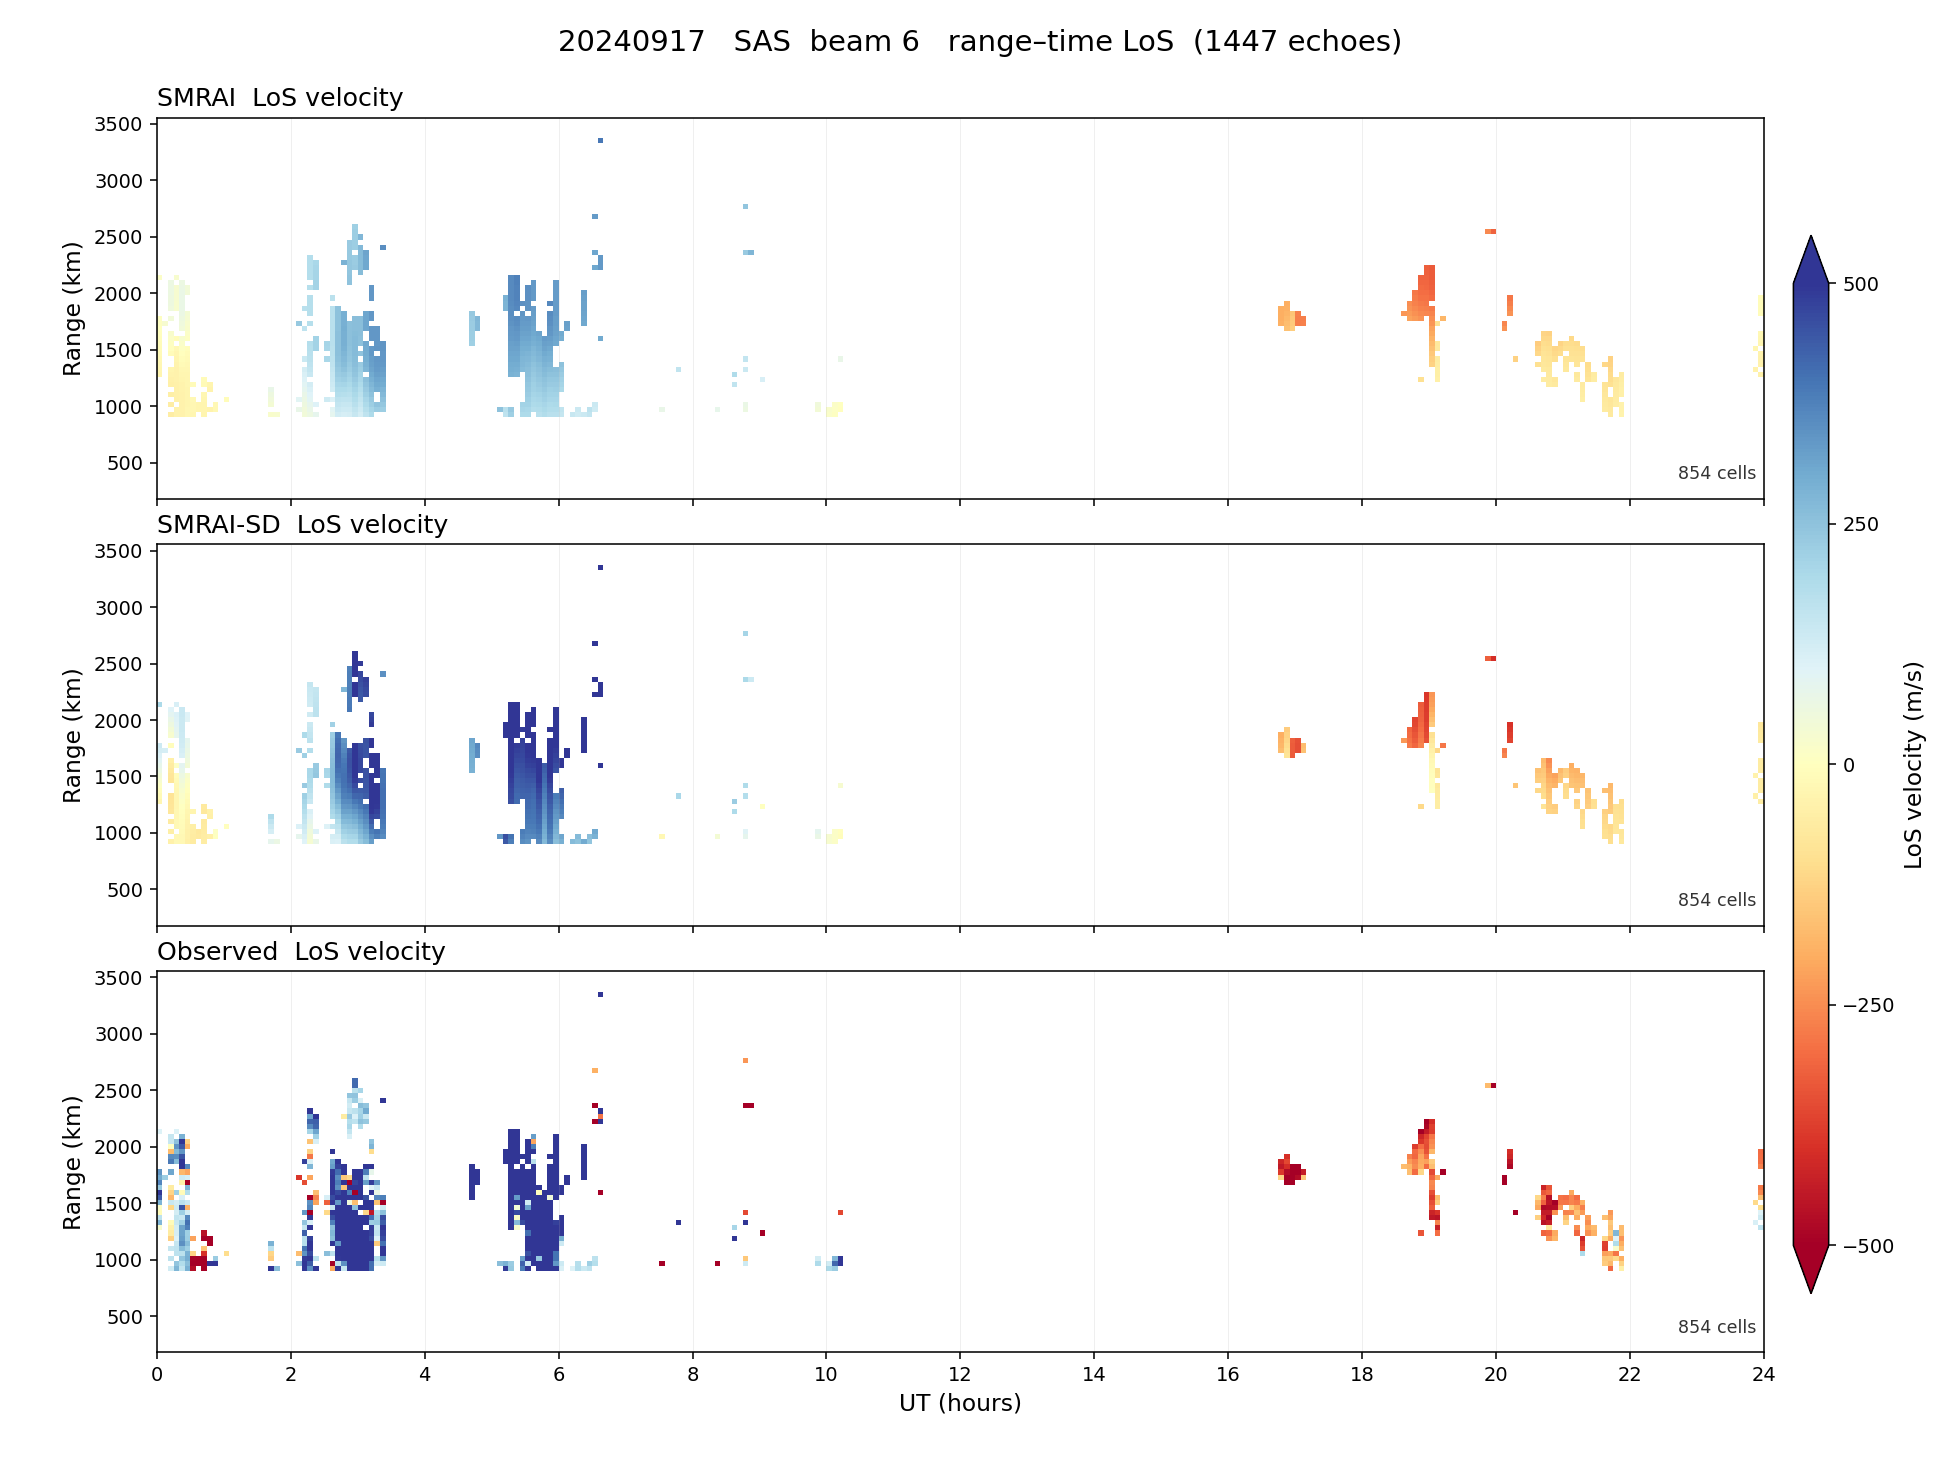 20240917 SAS beam 6 range–time LoS (1447 echoes)
SMRAI LoS velocity
3500
3000
2500
2000
1500
1000
500
Range (km)
854 cells
SMRAI-SD LoS velocity
3500
3000
2500
2000
1500
1000
500
Range (km)
854 cells
Observed LoS velocity
3500
3000
2500
2000
1500
1000
500
Range (km)
854 cells
0 2 4 6 8 10 12 14 16 18 20 22 24
UT (hours)
500
250
0
−250
−500
LoS velocity (m/s)